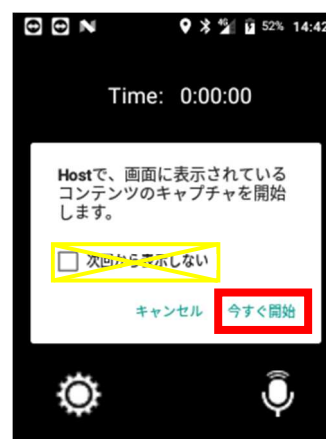 4G 52% 14:42
Time: 0:00:00
Hostで、画面に表示されている
コンテンツのキャプチャを開始
します。
次回から表示しない
キャンセル 今すぐ開始